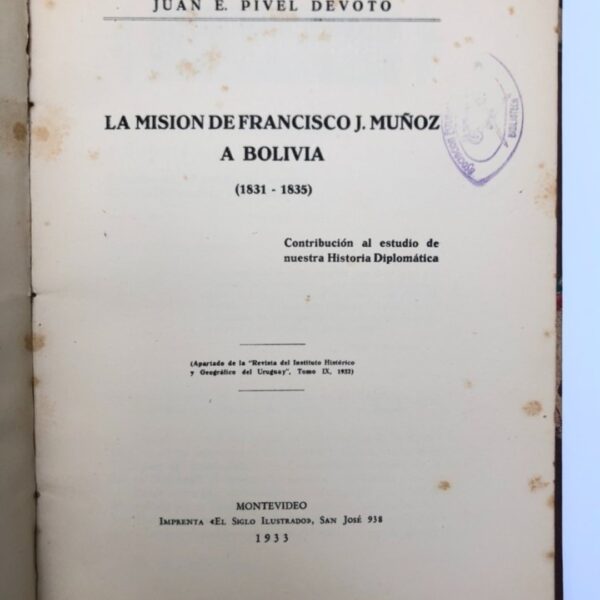 JUAN E. PIVEL DEVOTO
LA MISION DE FRANCISCO J. MUÑOZ
A BOLIVIA
(1831 - 1835)
Contribución al estudio de
nuestra Historia Diplomática
(Apartado de la "Revista del Instituto Histórico
y Geográfico del Uruguay", Tomo IX, 1932)
MONTEVIDEO
IMPRENTA «EL SIGLO ILUSTRADO», SAN JOSÉ 938
1933
BIBLIOTECA